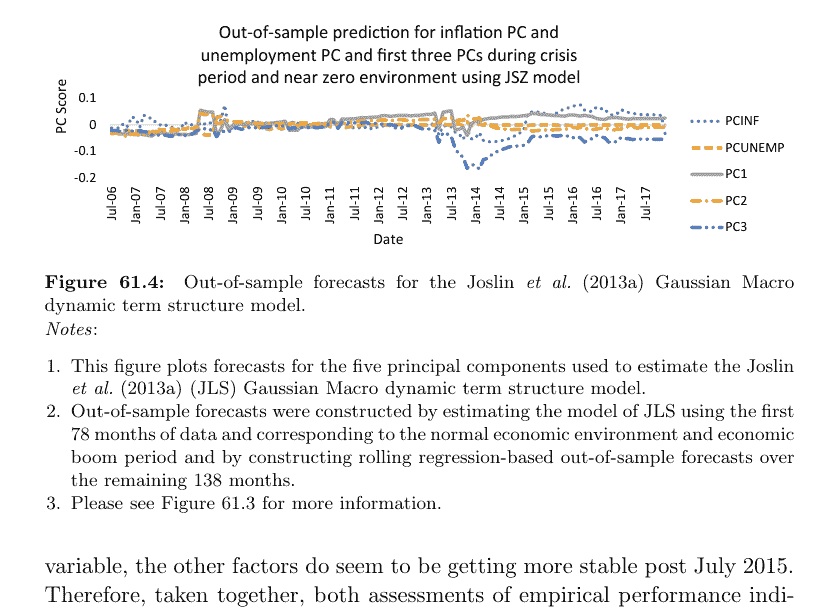 Out-of-sample prediction for inflation PC and
unemployment PC and first three PCs during crisis
period and near zero environment using JSZ model
PC Score
0.1
0
-0.1
-0.2
Jul-06
Jan-07
Jul-07
Jan-08
Jul-08
Jan-09
Jul-09
Jan-10
Jul-10
Jan-11
Jul-11
Jan-12
Jul-12
Jan-13
Jul-13
Jan-14
Jul-14
Jan-15
Jul-15
Jan-16
Jul-16
Jan-17
Jul-17
Date
PCINF
PCUNEMP
PC1
PC2
PC3
Figure 61.4: Out-of-sample forecasts for the Joslin et al. (2013a) Gaussian Macro
dynamic term structure model.
Notes:
1. This figure plots forecasts for the five principal components used to estimate the Joslin
et al. (2013a) (JLS) Gaussian Macro dynamic term structure model.
2. Out-of-sample forecasts were constructed by estimating the model of JLS using the first
78 months of data and corresponding to the normal economic environment and economic
boom period and by constructing rolling regression-based out-of-sample forecasts over
the remaining 138 months.
3. Please see Figure 61.3 for more information.
variable, the other factors do seem to be getting more stable post July 2015.
Therefore, taken together, both assessments of empirical performance indi-